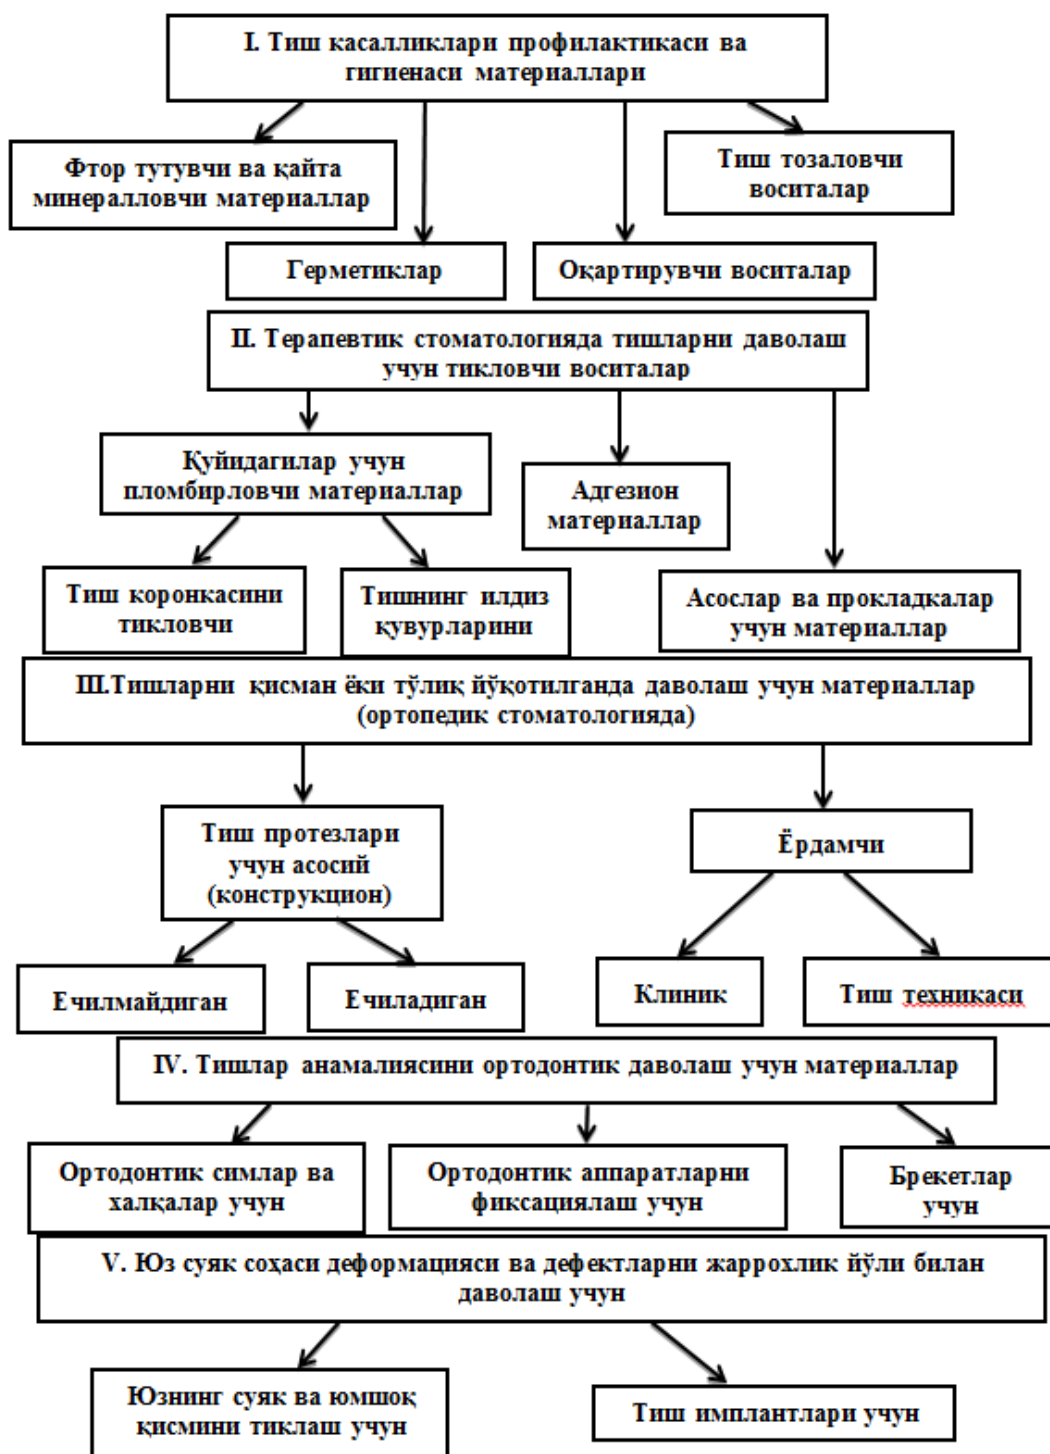 I. Тиш касалликлари профилактикаси ва
гигиенаси материаллари
Фтор тутувчи ва қайта
минералловчи материаллар
Тиш тозаловчи
воситалар
Герметиклар
Оқартирувчи воситалар
II. Терапевтик стоматологияда тишларни даволаш
учун тикловчи воситалар
Қуйидагилар учун
пломбирловчи материаллар
Адгезион
материаллар
Тиш коронкасини
тикловчи
Тишнинг илдиз
қувурларини
Асослар ва прокладкалар
учун материаллар
III.Тишларни қисман ёки тўлиқ йўқотилганда даволаш учун материаллар
(ортопедик стоматологияда)
Тиш протезлари
учун асосий
(конструкцион)
Ёрдамчи
Ечилмайдиган
Ечиладиган
Клиник
Тиш техникаси
IV. Тишлар анамалиясини ортодонтик даволаш учун материаллар
Ортодонтик симлар ва
халқалар учун
Ортодонтик аппаратларни
фиксациялаш учун
Брекетлар
учун
V. Юз суяк соҳаси деформацияси ва дефектларни жаррохлик йўли билан
даволаш учун
Юзнинг суяк ва юмшоқ
қисмини тиклаш учун
Тиш имплантлари учун